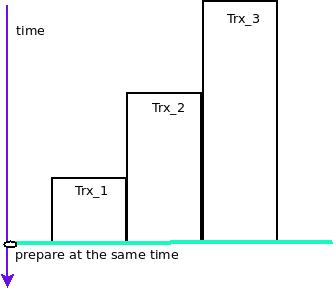 Trx_3
time
Trx_2
Trx_1
prepare at the same time